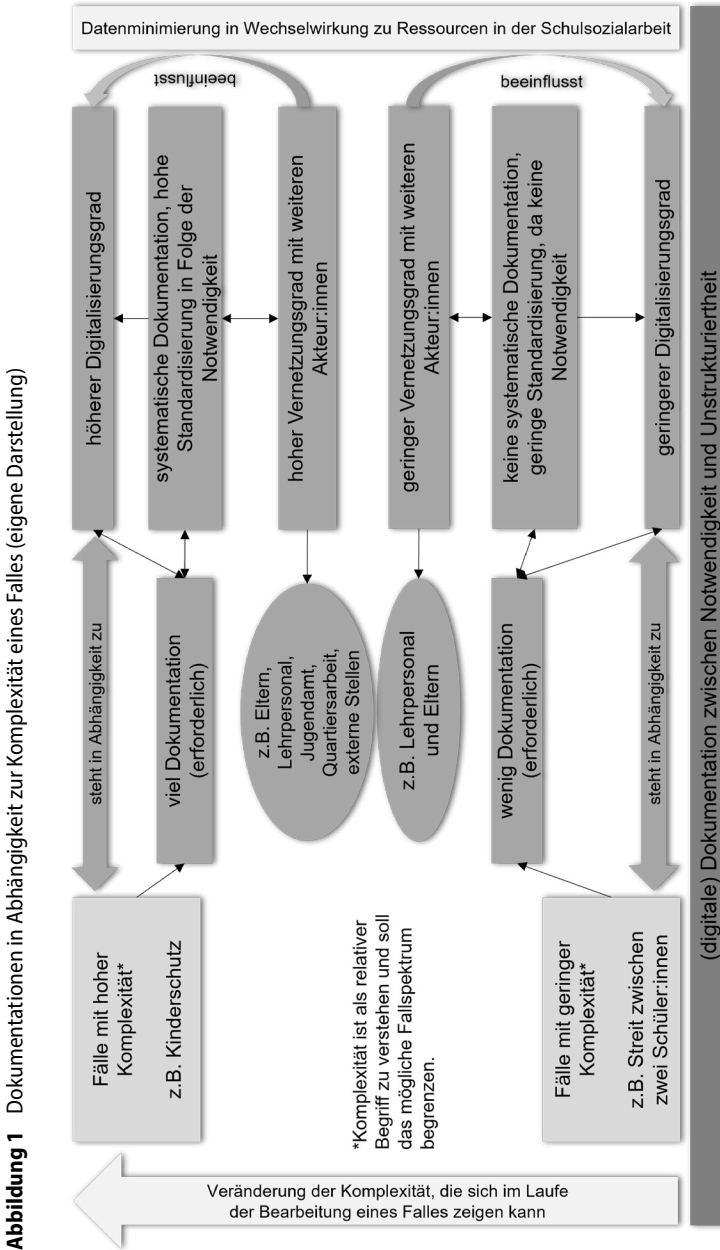 Abbildung 1 Dokumentationen in Abhängigkeit zur Komplexität eines Falles (eigene Darstellung)
Veränderung der Komplexität, die sich im Laufe
der Bearbeitung eines Falles zeigen kann
Fälle mit hoher
Komplexität*
z.B. Kinderschutz
steht in Abhängigkeit zu
viel Dokumentation
(erforderlich)
höherer Digitalisierungsgrad
systematische Dokumentation, hohe
Standardisierung in Folge der
Notwendigkeit
hoher Vernetzungsgrad mit weiteren
Akteur:innen
beeinflusst
z.B. Eltern,
Lehrpersonal,
Jugendamt,
Quartiersarbeit,
externe Stellen
*Komplexität ist als relativer
Begriff zu verstehen und soll
das mögliche Fallspektrum
begrenzen.
z.B. Lehrpersonal
und Eltern
geringer Vernetzungsgrad mit weiteren
Akteur:innen
beeinflusst
keine systematische Dokumentation,
geringe Standardisierung, da keine
Notwendigkeit
wenig Dokumentation
(erforderlich)
Fälle mit geringer
Komplexität*
z.B. Streit zwischen
zwei Schüler:innen
steht in Abhängigkeit zu
geringerer Digitalisierungsgrad
Datenminimierung in Wechselwirkung zu Ressourcen in der Schulsozialarbeit
(digitale) Dokumentation zwischen Notwendigkeit und Unstrukturiertheit